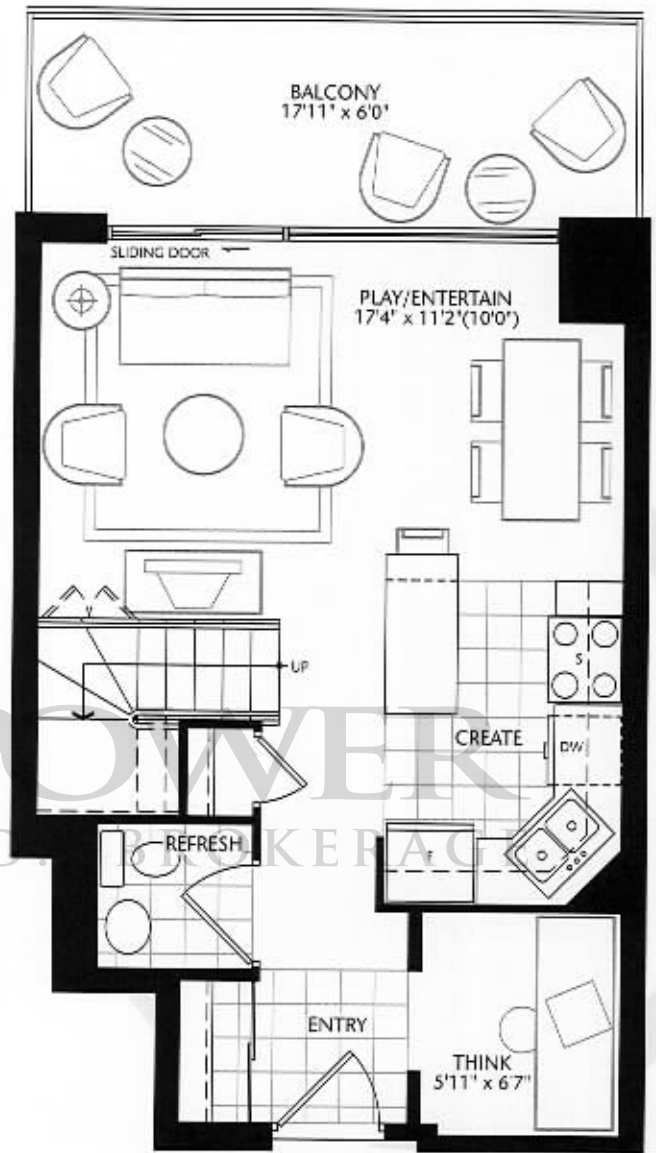 BALCONY
17'11" x 6'0"
SLIDING DOOR
PLAY/ENTERTAIN
17'4" x 11'2"(10'0")
UP
S
CREATE
DW
OWER
REFRESH
D. BROKERAGE
F
ENTRY
THINK
5'11" x 6'7"